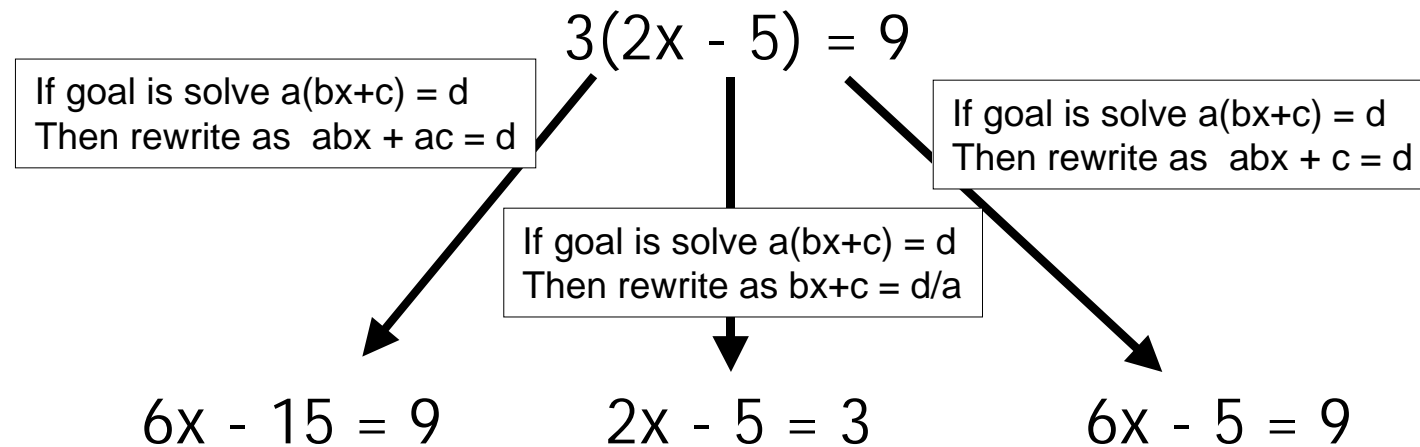 3(2x - 5) = 9
If goal is solve a(bx+c) = d
Then rewrite as abx + ac = d
If goal is solve a(bx+c) = d
Then rewrite as bx+c = d/a
If goal is solve a(bx+c) = d
Then rewrite as abx + c = d
6x - 15 = 9
2x - 5 = 3
6x - 5 = 9